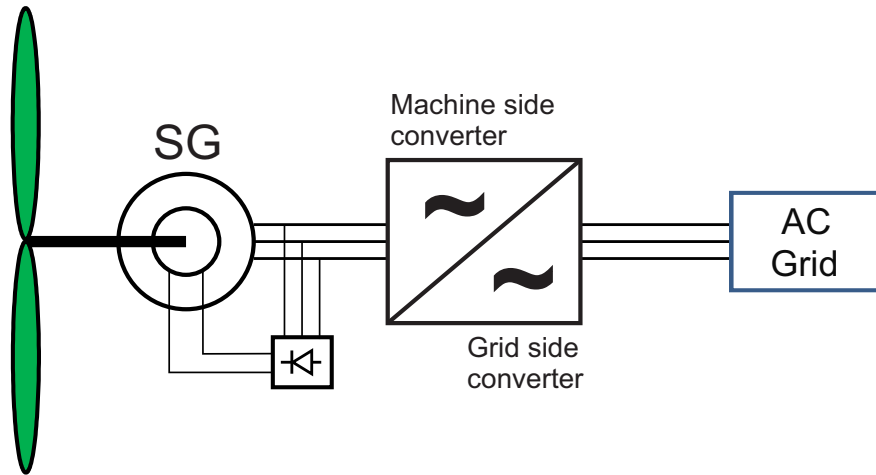 SG
Machine side
converter
Grid side
converter
AC
Grid